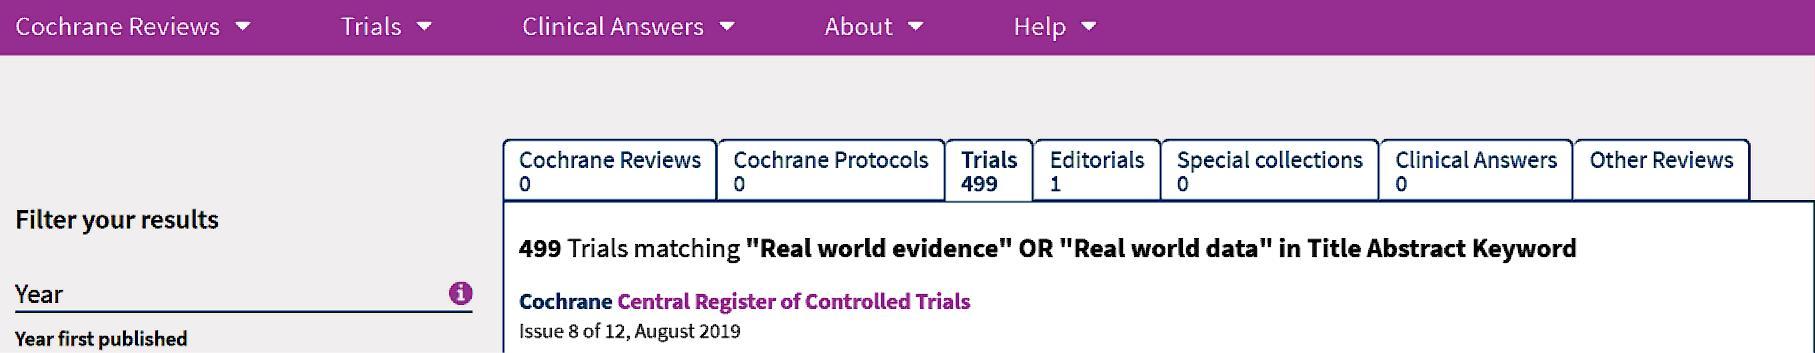 Cochrane Reviews Trials Clinical Answers About Help
Cochrane Reviews Cochrane Protocols Trials Editorials Special collections Clinical Answers Other Reviews
0 0 499 1 0 0
Filter your results
499 Trials matching "Real world evidence" OR "Real world data" in Title Abstract Keyword
Year i
Cochrane Central Register of Controlled Trials
Issue 8 of 12, August 2019
Year first published